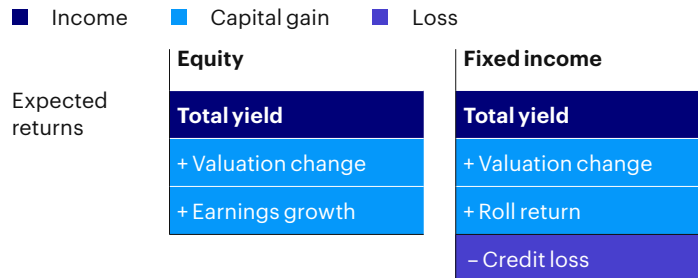 Income Capital gain Loss
Equity Fixed income
Expected
returns
Total yield Total yield
+ Valuation change + Valuation change
+ Earnings growth + Roll return
– Credit loss